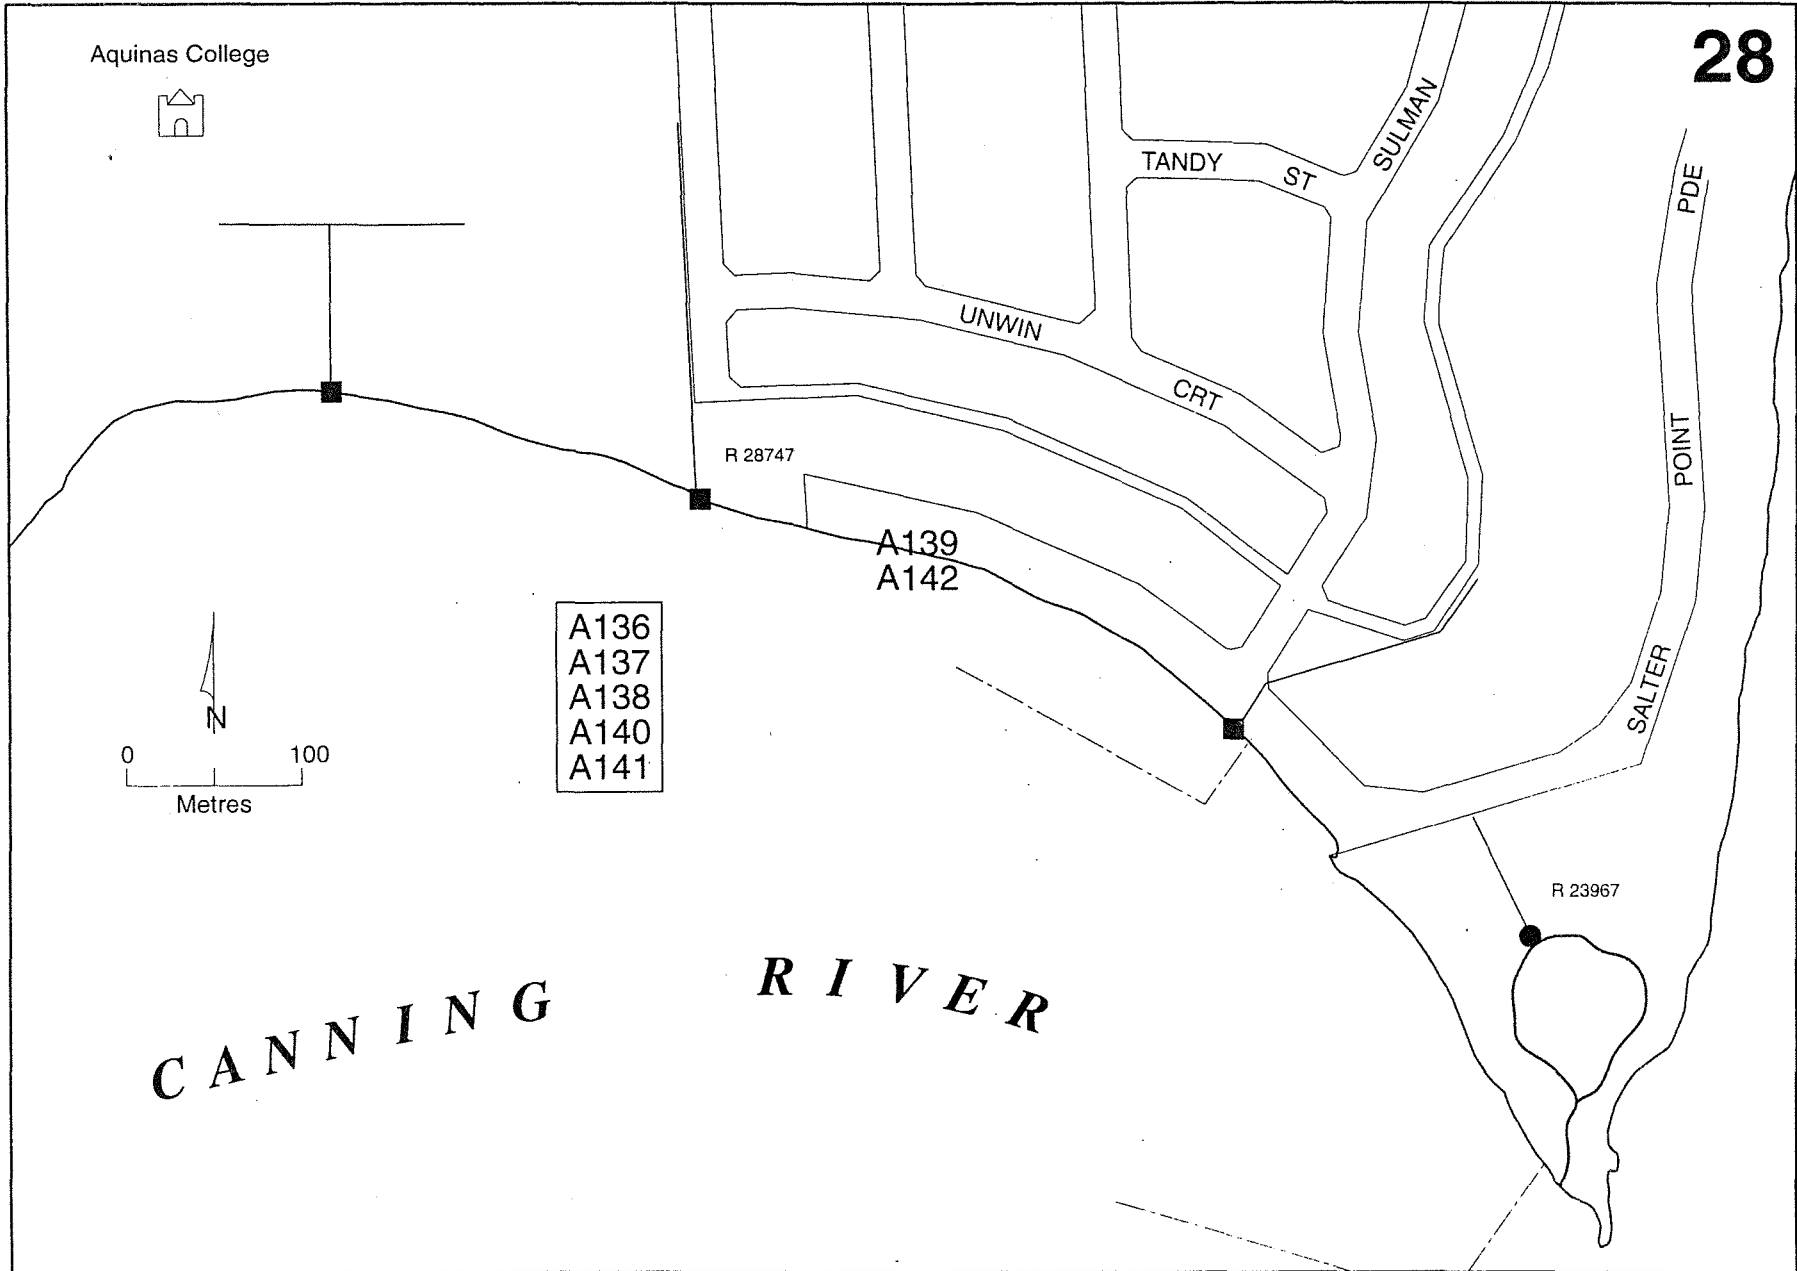 Aquinas College
28
TANDY ST
SULMAN
PDE
UNWIN CRT
POINT
R 28747
A139
A142
A136
A137
A138
A140
A141
SALTER
N
0 100
Metres
R 23967
CANNING RIVER